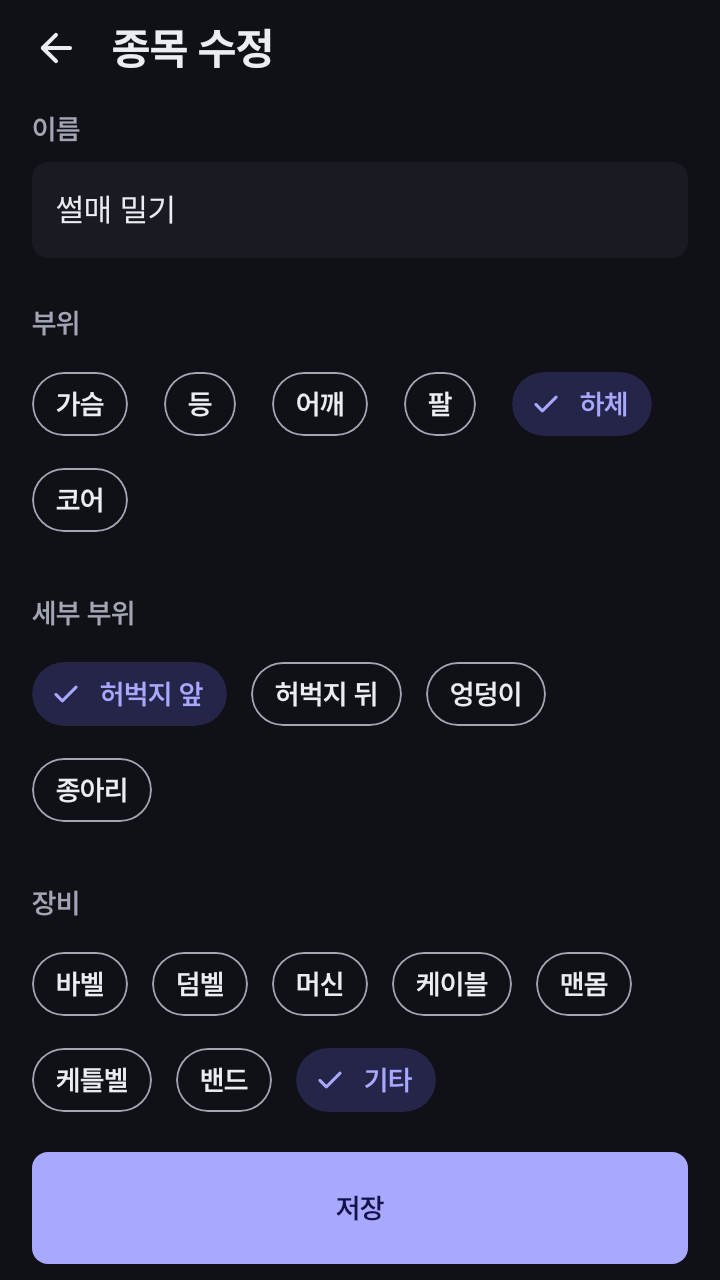 종목 수정
이름
썰매 밀기
부위
가슴 등 어깨 팔 하체
코어
세부 부위
허벅지 앞 허벅지 뒤 엉덩이
종아리
장비
바벨 덤벨 머신 케이블 맨몸
케틀벨 밴드 기타
저장